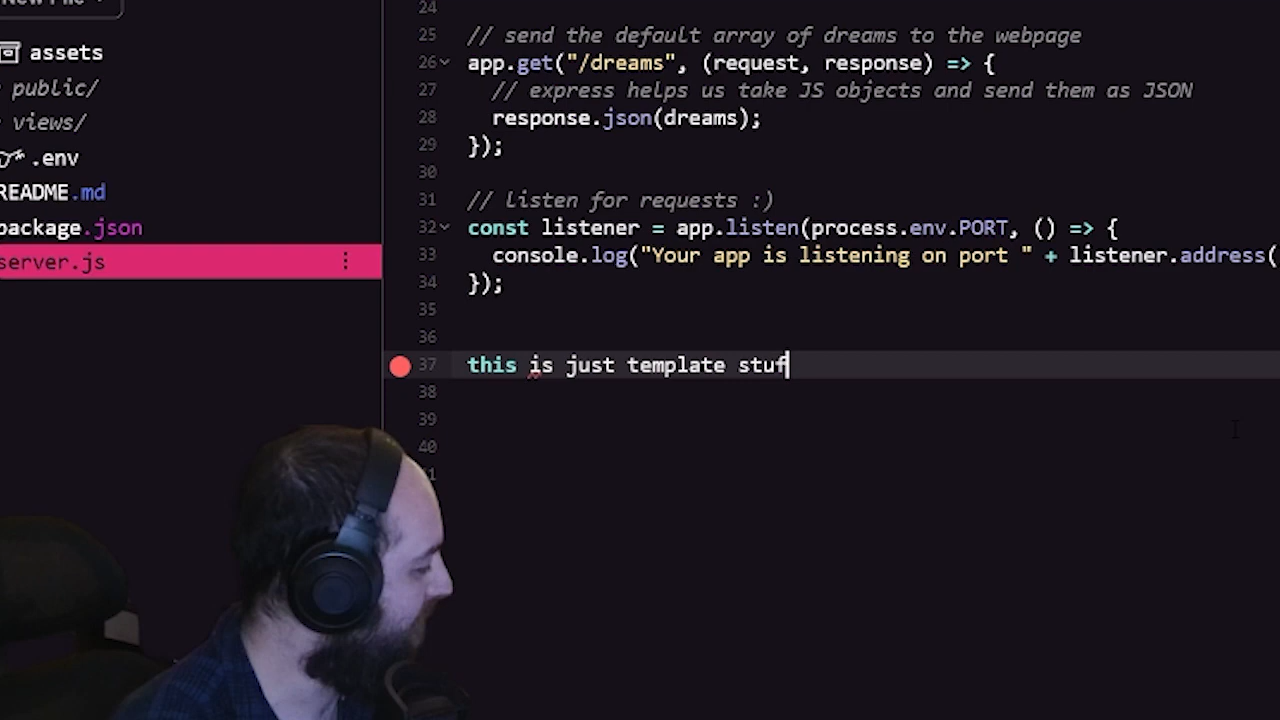 assets
public/
views/
.env
README.md
package.json
server.js
24
25 // send the default array of dreams to the webpage
26 app.get("/dreams", (request, response) => {
27 // express helps us take JS objects and send them as JSON
28 response.json(dreams);
29 });
30
31 // listen for requests :)
32 const listener = app.listen(process.env.PORT, () => {
33 console.log("Your app is listening on port " + listener.address(
34 });
35
36
37 this is just template stuf
38
39
40